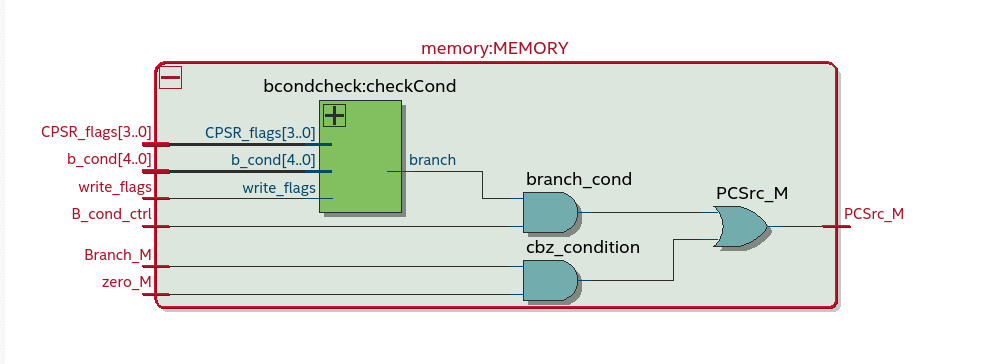 memory:MEMORY
bcondcheck:checkCond
CPSR_flags[3..0]
CPSR_flags[3..0]
b_cond[4..0]
b_cond[4..0]
branch
write_flags
write_flags
branch_cond
PCSrc_M
B_cond_ctrl
PCSrc_M
cbz_condition
Branch_M
zero_M